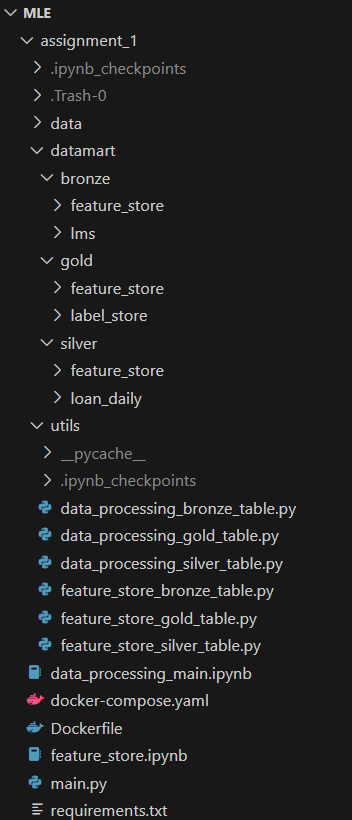 MLE
assignment_1
.ipynb_checkpoints
.Trash-0
data
datamart
bronze
feature_store
lms
gold
feature_store
label_store
silver
feature_store
loan_daily
utils
__pycache__
.ipynb_checkpoints
data_processing_bronze_table.py
data_processing_gold_table.py
data_processing_silver_table.py
feature_store_bronze_table.py
feature_store_gold_table.py
feature_store_silver_table.py
data_processing_main.ipynb
docker-compose.yaml
Dockerfile
feature_store.ipynb
main.py
requirements.txt